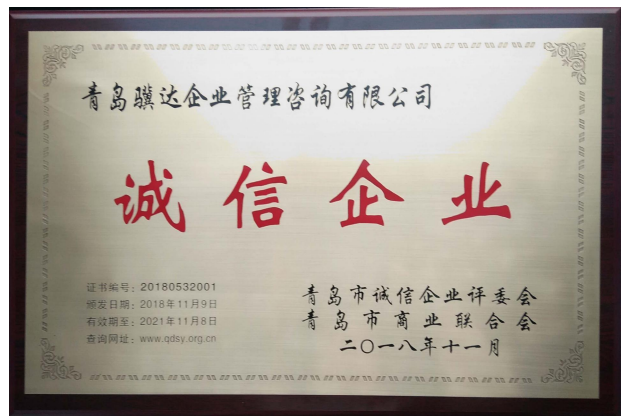 青岛骥达企业管理咨询有限公司
诚信企业
证书编号：20180532001
颁发日期：2018年11月9日
有效期至：2021年11月8日
查询网址：www.qdsy.org.cn
青岛市诚信企业评委会
青岛市商业联合会
二〇一八年十一月